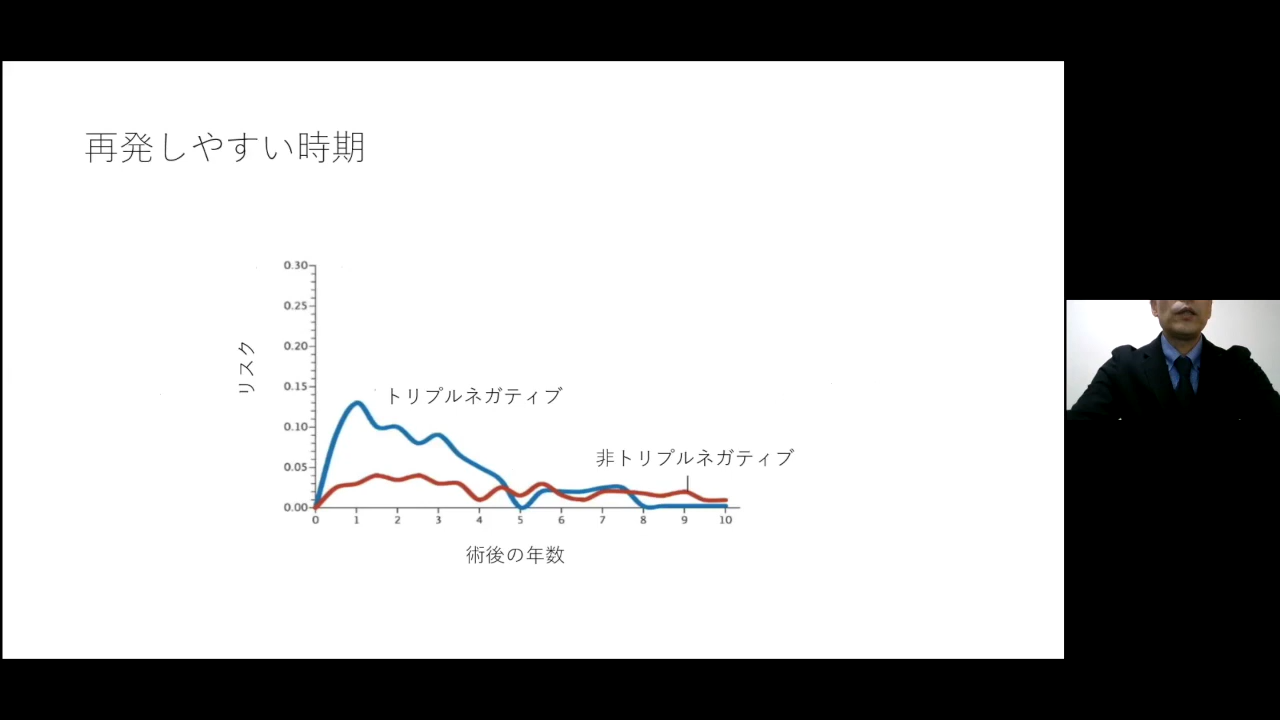 再発しやすい時期
0.30
0.25
0.20
0.15
0.10
0.05
0.00
リスク
トリプルネガティブ
非トリプルネガティブ
0 1 2 3 4 5 6 7 8 9 10
術後の年数